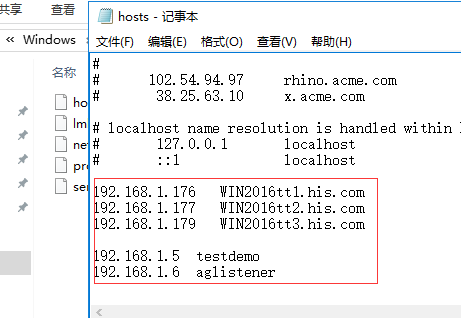 共享
查看
Windows
名称
ho
lm
ne
pro
ser
hosts - 记事本
文件(F) 编辑(E) 格式(O) 查看(V) 帮助(H)
#
# 102.54.94.97 rhino.acme.com
# 38.25.63.10 x.acme.com
# localhost name resolution is handled within
# 127.0.0.1 localhost
# ::1 localhost
192.168.1.176 WIN2016tt1.his.com
192.168.1.177 WIN2016tt2.his.com
192.168.1.179 WIN2016tt3.his.com
192.168.1.5 testdemo
192.168.1.6 aglistener